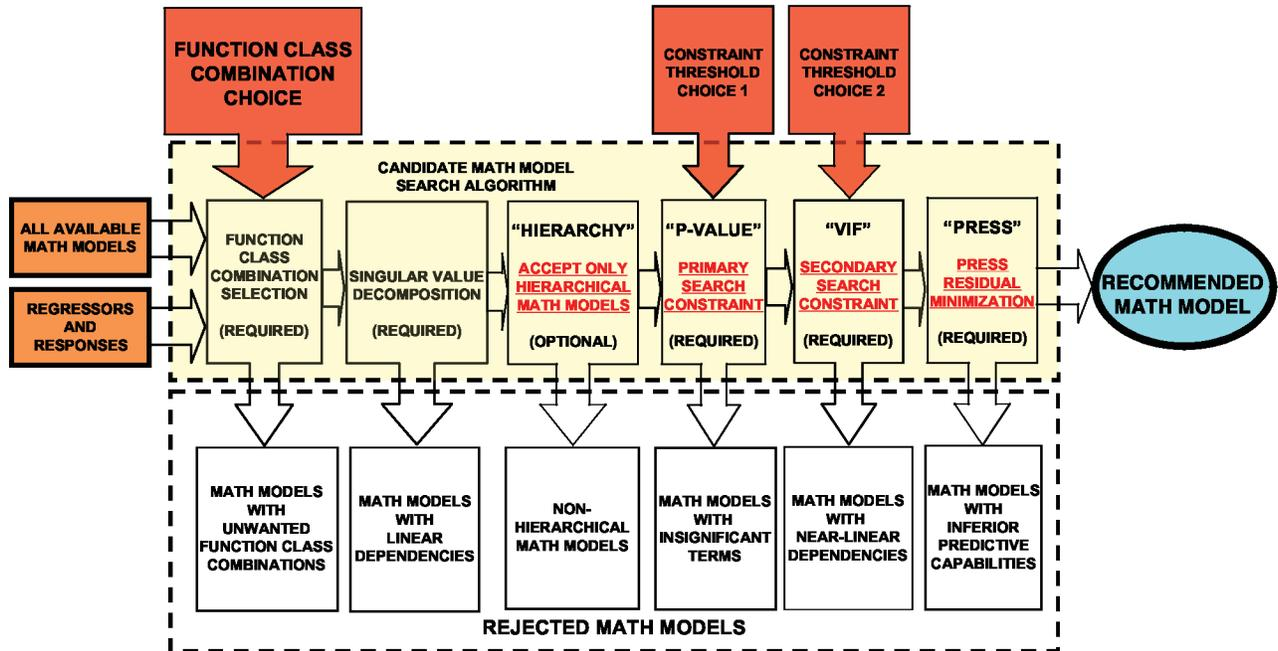 FUNCTION CLASS
COMBINATION
CHOICE
CONSTRAINT
THRESHOLD
CHOICE 1
CONSTRAINT
THRESHOLD
CHOICE 2
CANDIDATE MATH MODEL
SEARCH ALGORITHM
ALL AVAILABLE
MATH MODELS
REGRESSORS
AND
RESPONSES
FUNCTION
CLASS
COMBINATION
SELECTION
(REQUIRED)
SINGULAR VALUE
DECOMPOSITION
(REQUIRED)
“HIERARCHY”
ACCEPT ONLY
HIERARCHICAL
MATH MODELS
(OPTIONAL)
“P-VALUE”
PRIMARY
SEARCH
CONSTRAINT
(REQUIRED)
“VIF”
SECONDARY
SEARCH
CONSTRAINT
(REQUIRED)
“PRESS”
PRESS
RESIDUAL
MINIMIZATION
(REQUIRED)
RECOMMENDED
MATH MODEL
MATH MODELS
WITH
UNWANTED
FUNCTION CLASS
COMBINATIONS
MATH MODELS
WITH
LINEAR
DEPENDENCIES
NON-
HIERARCHICAL
MATH MODELS
MATH MODELS
WITH
INSIGNIFICANT
TERMS
MATH MODELS
WITH
NEAR-LINEAR
DEPENDENCIES
MATH MODELS
WITH
INFERIOR
PREDICTIVE
CAPABILITIES
REJECTED MATH MODELS